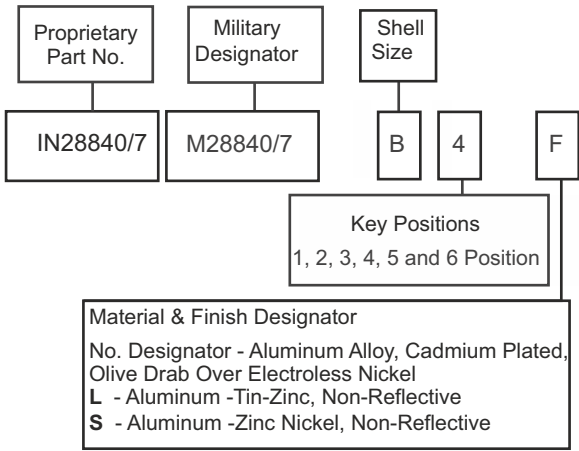 Proprietary
Part No.
Military
Designator
Shell
Size
IN28840/7
M28840/7
B
4
F
Key Positions
1, 2, 3, 4, 5 and 6 Position
Material & Finish Designator
No. Designator - Aluminum Alloy, Cadmium Plated,
Olive Drab Over Electroless Nickel
L - Aluminum -Tin-Zinc, Non-Reflective
S - Aluminum -Zinc Nickel, Non-Reflective